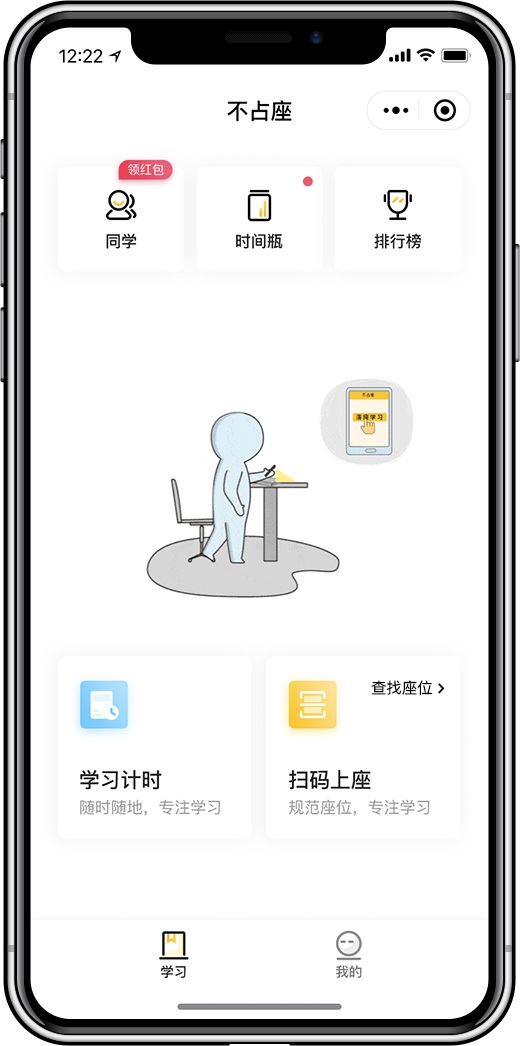 12:22
不占座
领红包
同学
时间瓶
排行榜
不占座
落网学习
查找座位
学习计时
随时随地，专注学习
扫码上座
规范座位，专注学习
学习
我的